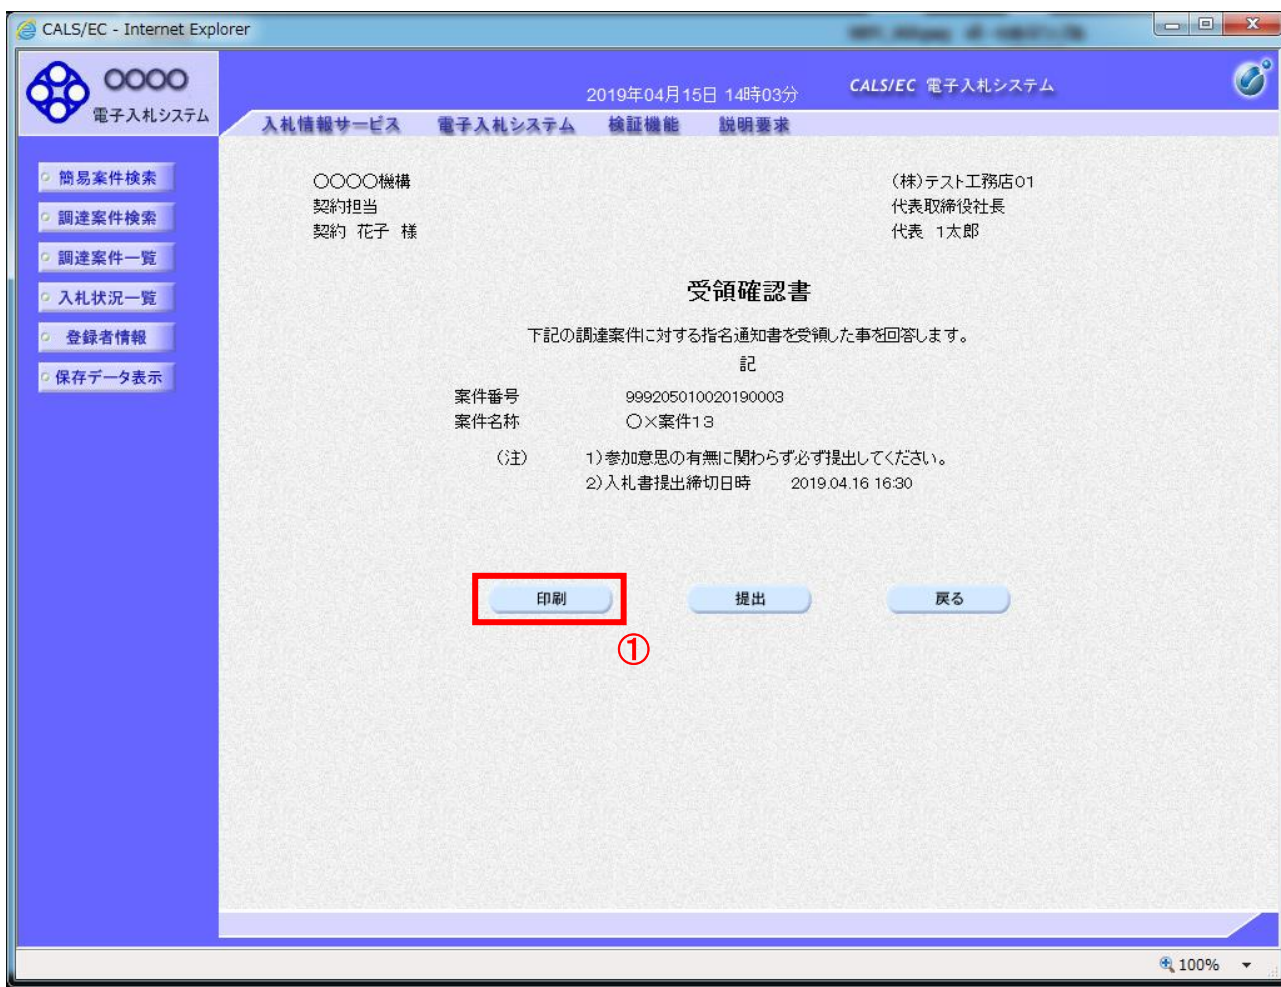 CALS/EC - Internet Explorer
〇〇〇〇
電子入札システム
2019年04月15日 14時03分
CALS/EC 電子入札システム
入札情報サービス 電子入札システム 検証機能 説明要求
簡易案件検索
調達案件検索
調達案件一覧
入札状況一覧
登録者情報
保存データ表示
〇〇〇〇機構
契約担当
契約 花子 様
(株)テスト工務店01
代表取締役社長
代表 1太郎
受領確認書
下記の調達案件に対する指名通知書を受領した事を回答します。
記
案件番号 999205010020190003
案件名称 〇×案件13
(注) 1)参加意思の有無に関わらず必ず提出してください。
2)入札書提出締切日時 2019.04.16 16:30
印刷 提出 戻る
①
100%